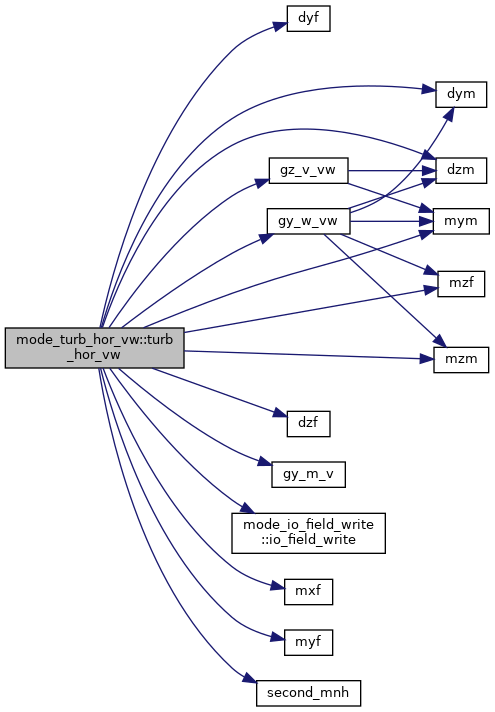 dyf
dym
dzm
gz_v_vw
gy_w_vw
mym
mzf
mode_turb_hor_vw::turb
_hor_vw
mzm
dzf
gy_m_v
mode_io_field_write
::io_field_write
mxf
myf
second_mnh